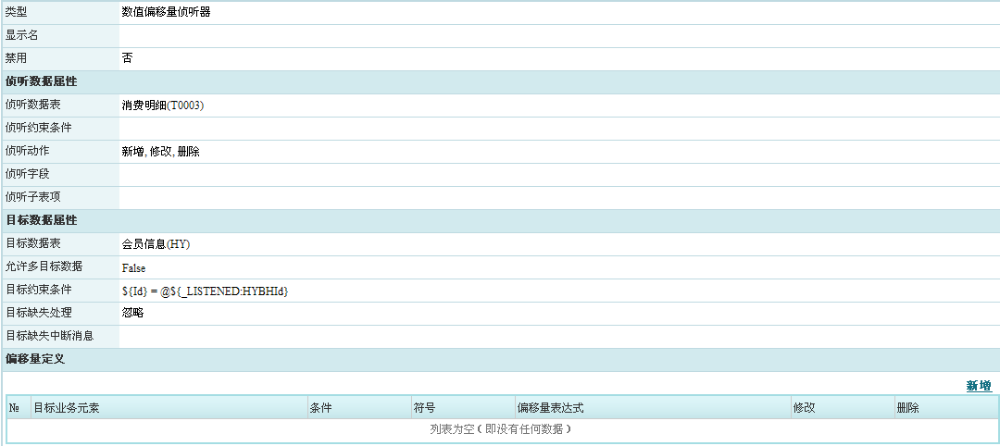 类型 数值偏移量侦听器
显示名
禁用 否
侦听数据属性
侦听数据表 消费明细(T0003)
侦听约束条件
侦听动作 新增, 修改, 删除
侦听字段
侦听子表项
目标数据属性
目标数据表 会员信息(HY)
允许多目标数据 False
目标约束条件 ${Id} = @${_LISTENED:HYBHId}
目标缺失处理 忽略
目标缺失中断消息
偏移量定义
新增
№ 目标业务元素 条件 符号 偏移量表达式 修改 删除
列表为空 ( 即没有任何数据 )